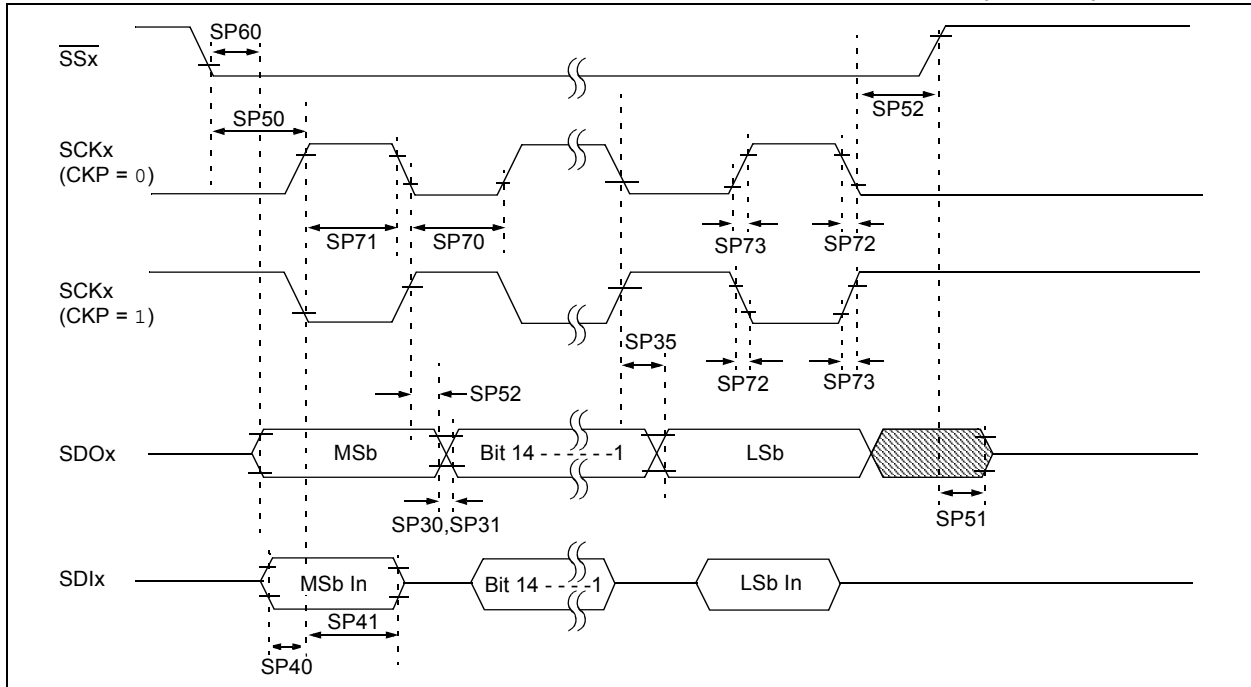 SP60
SSx
SP52
SP50
SCKx
(CKP = 0)
SP71
SP70
SP73
SP72
SCKx
(CKP = 1)
SP35
SP72
SP73
SP52
SDOx
MSb
Bit 14 - - - - - -1
LSb
SP30,SP31
SP51
SDIx
MSb In
Bit 14 - - - -1
LSb In
SP41
SP40